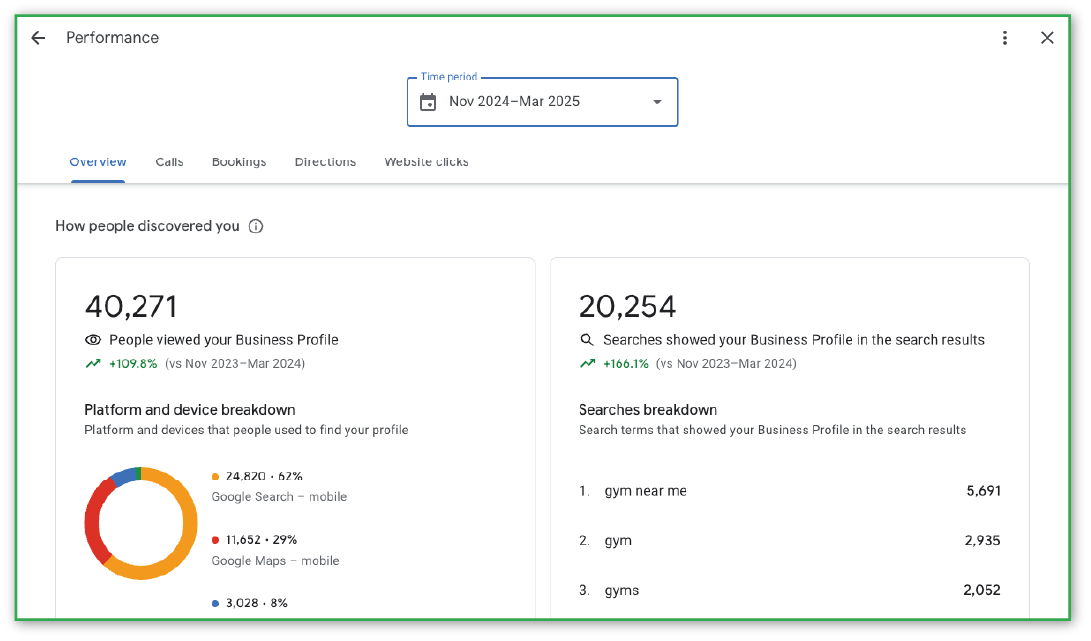 Performance
Time period
Nov 2024–Mar 2025
Overview Calls Bookings Directions Website clicks
How people discovered you
40,271
People viewed your Business Profile
+109.8% (vs Nov 2023–Mar 2024)
Platform and device breakdown
Platform and devices that people used to find your profile
24,820 · 62%
Google Search – mobile
11,652 · 29%
Google Maps – mobile
3,028 · 8%
20,254
Searches showed your Business Profile in the search results
+166.1% (vs Nov 2023–Mar 2024)
Searches breakdown
Search terms that showed your Business Profile in the search results
1. gym near me 5,691
2. gym 2,935
3. gyms 2,052